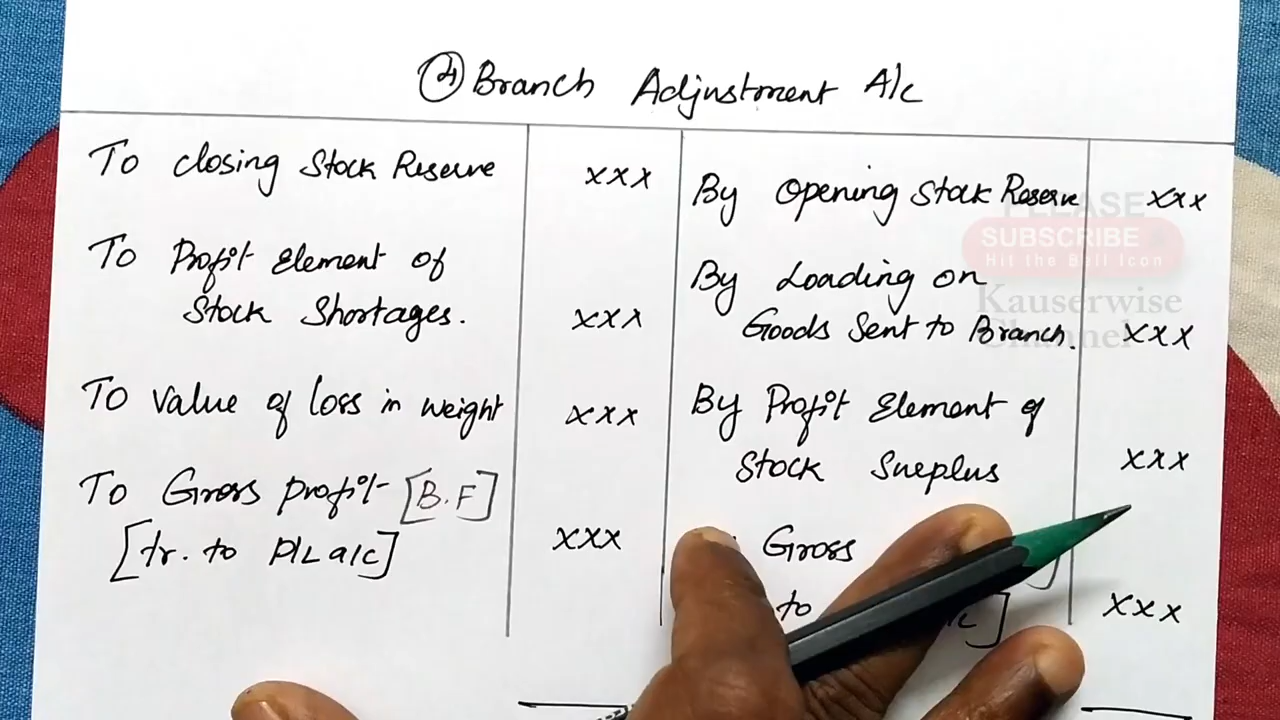 ④ Branch Adjustment A/c
To closing Stock Reserve xxx
To Profit Element of
Stock Shortages. xxx
To value of loss in weight xxx
To Gross profit [B.F]
[tr. to P/L a/c] xxx
By Opening Stock Reserve xxx
By Loading on
Goods Sent to Branch. xxx
By Profit Element of
Stock Surplus xxx
Gross
to xxx
PLEASE
SUBSCRIBE
Hit the Bell Icon
Kauserwise
Channel